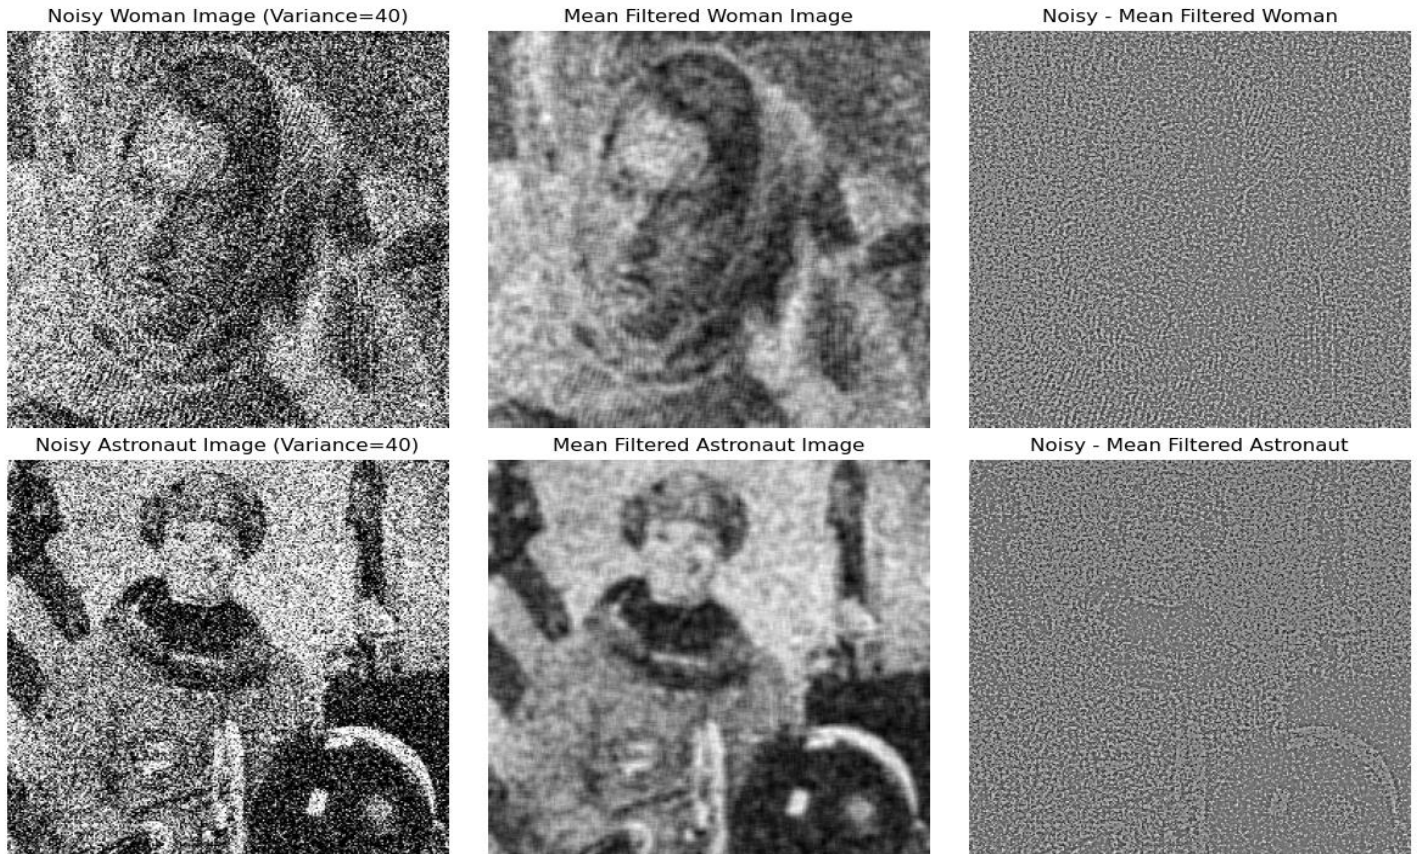 Noisy Woman Image (Variance=40)
Mean Filtered Woman Image
Noisy - Mean Filtered Woman
Noisy Astronaut Image (Variance=40)
Mean Filtered Astronaut Image
Noisy - Mean Filtered Astronaut